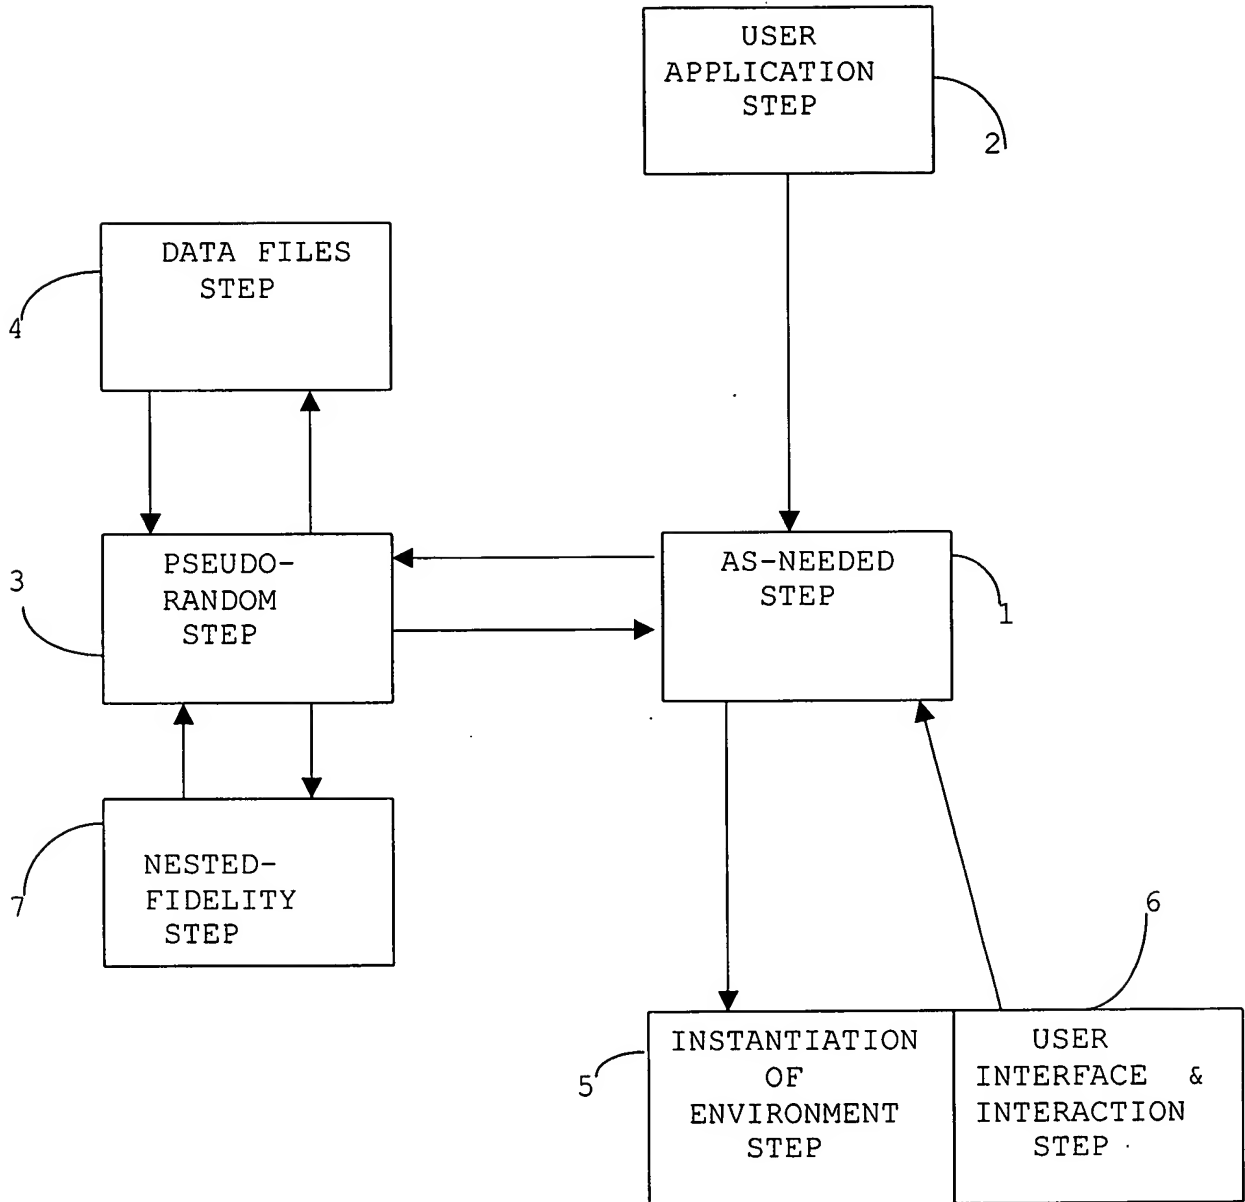 USER
APPLICATION
STEP
2
DATA FILES
STEP
4
PSEUDO-
RANDOM
STEP
3
AS-NEEDED
STEP
1
NESTED-
FIDELITY
STEP
7
6
INSTANTIATION
OF
ENVIRONMENT
STEP
5
USER
INTERFACE &
INTERACTION
STEP